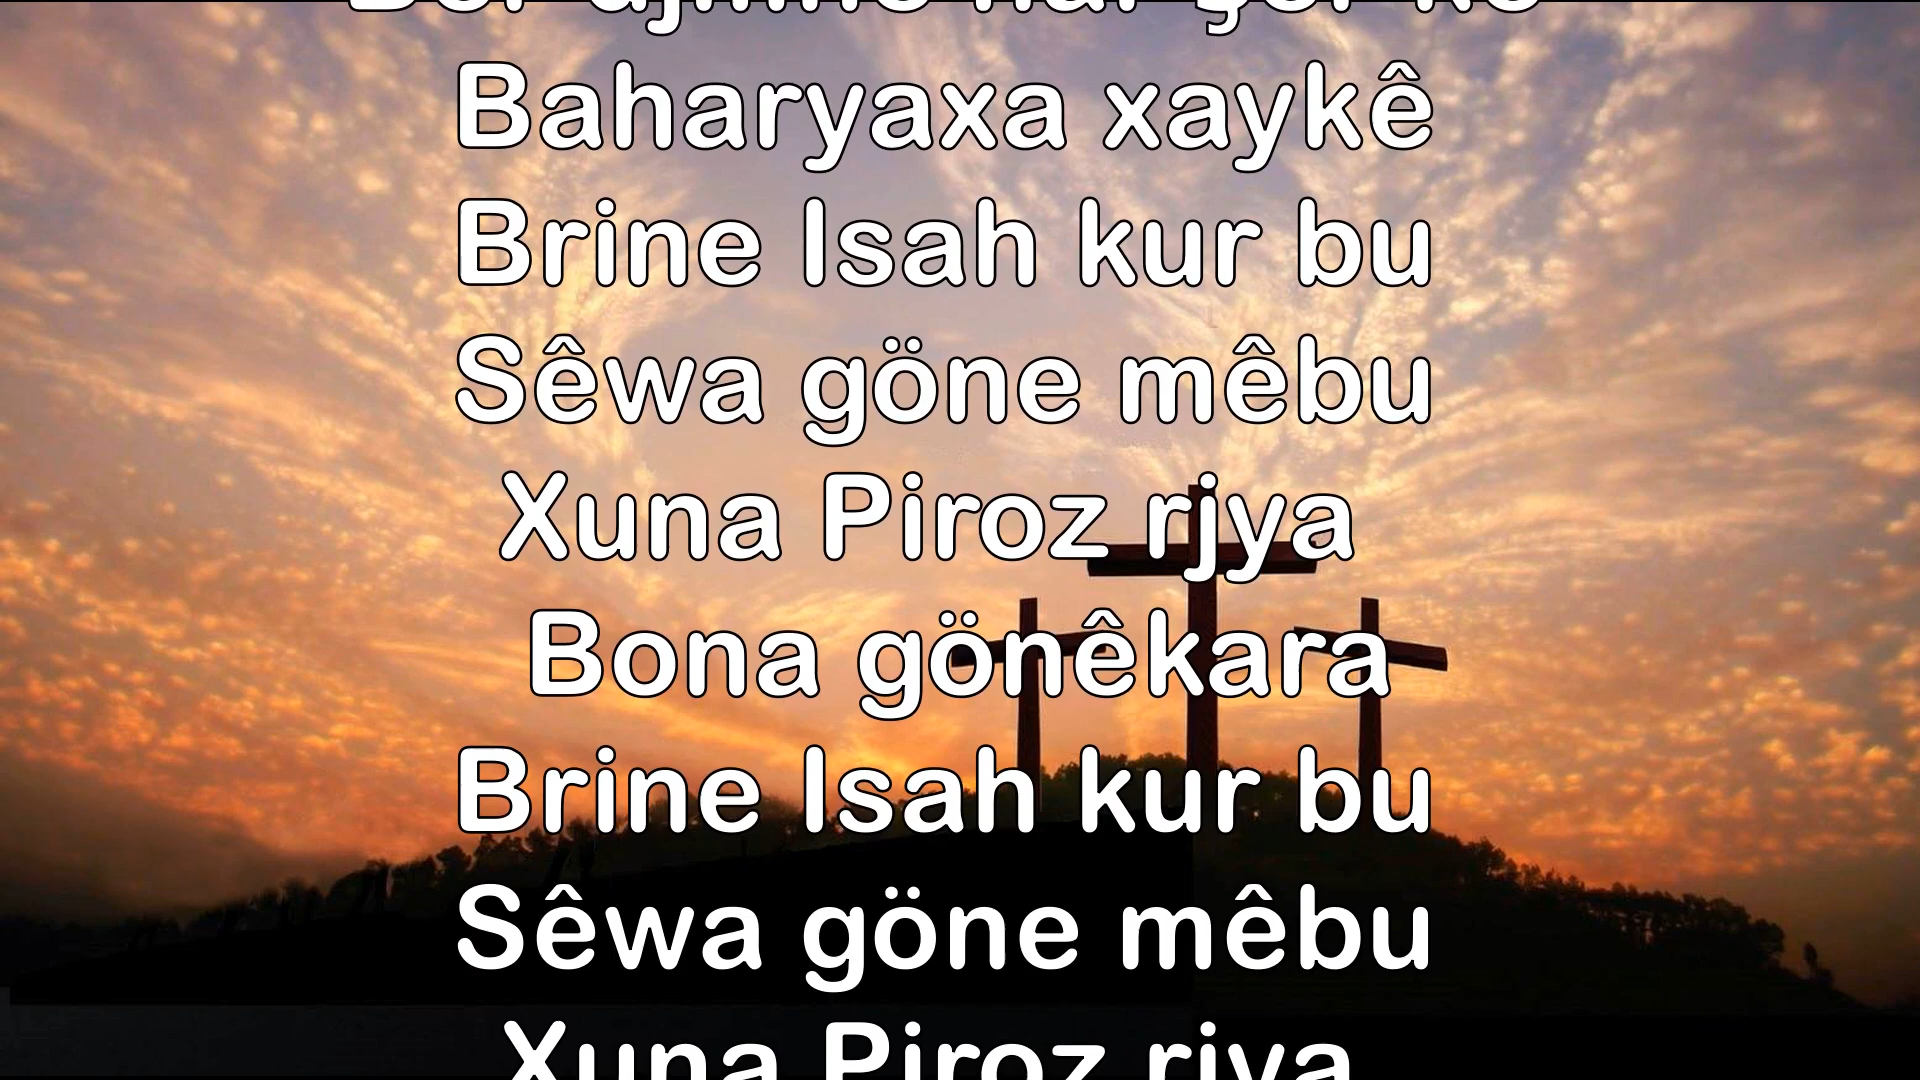 Baharyaxa xaykê
Brine Isah kur bu
Sêwa göne mêbu
Xuna Piroz rjya
Bona gönêkara
Brine Isah kur bu
Sêwa göne mêbu
Xuna Piroz rjya